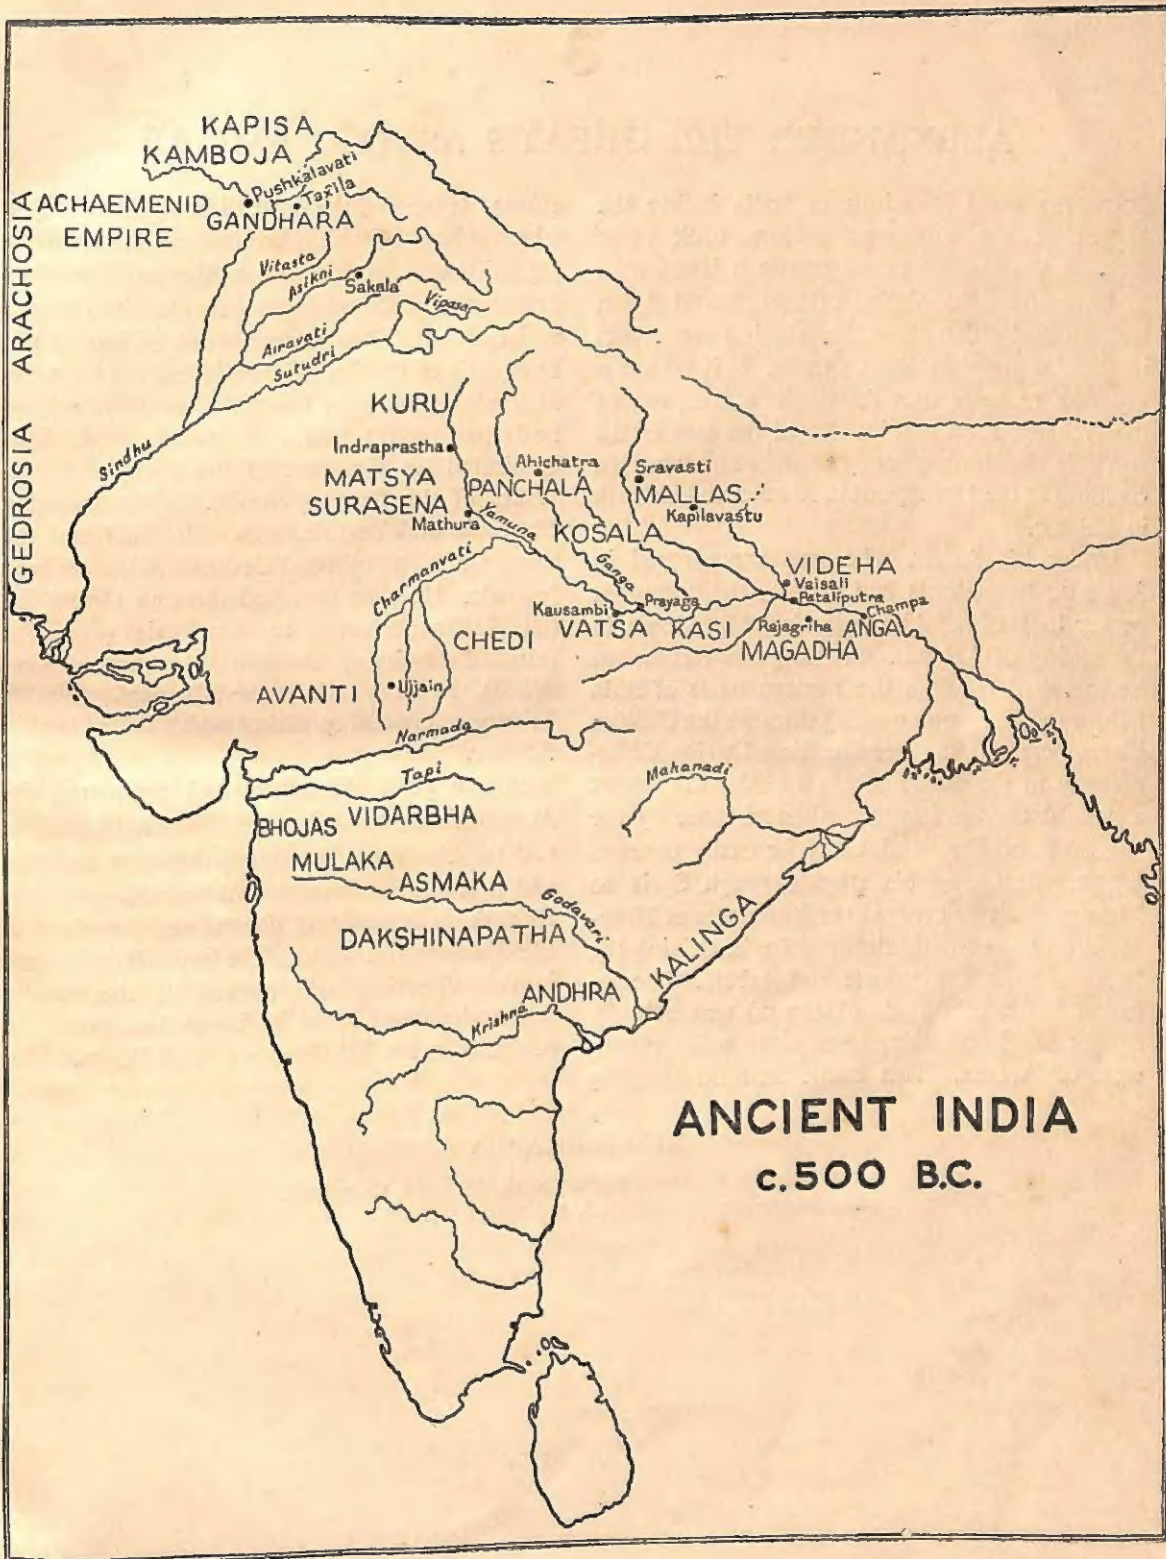 KAPISA
KAMBOJA
Pushkalavati
Taxila
ACHAEMENID
EMPIRE
GANDHARA
ARACHOSIA
GEDROSIA
Vitasta
Asikni
Sakala
Vipasa
Airavati
Sutudri
Sindhu
KURU
Indraprastha
MATSYA
SURASENA
Mathura
Ahichatra
PANCHALA
Sravasti
MALLAS
Kapilavastu
Yamuna
KOSALA
Ganga
Charmanvati
VIDEHA
Vaisali
Pataliputra
Prayaga
Kausambi
VATSA
KASI
Rajagriha
Champa
ANGA
MAGADHA
CHEDI
AVANTI
Ujjain
Narmada
Tapi
Mahanadi
BHOJAS
VIDARBHA
MULAKA
ASMAKA
Godavari
DAKSHINAPATHA
KALINGA
ANDHRA
Krishna
ANCIENT INDIA
c.500 B.C.